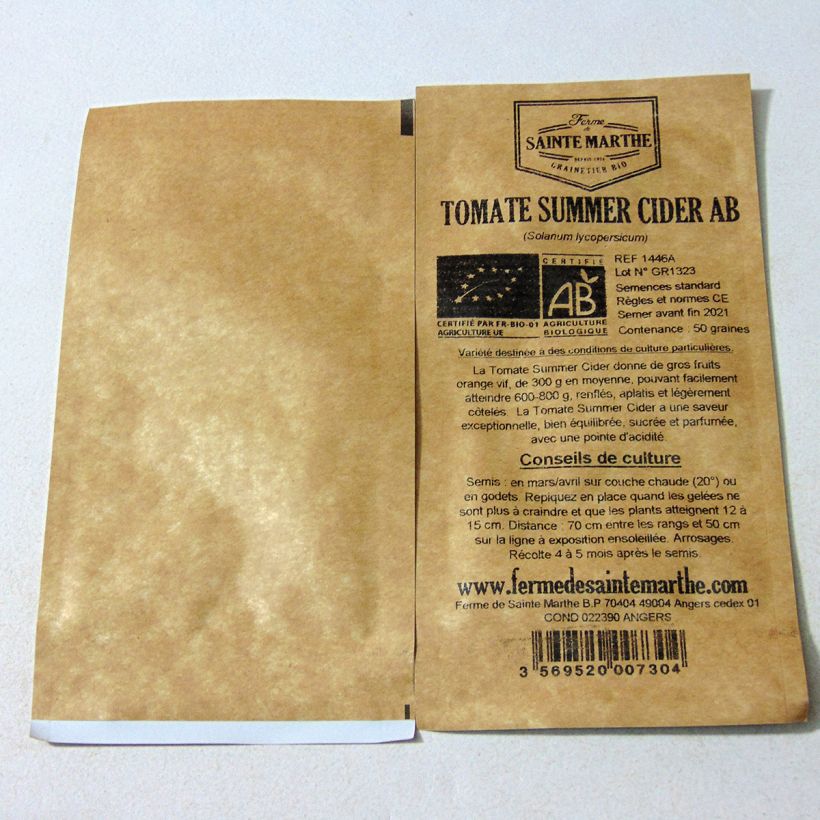 Ferme
de
SAINTE MARTHE
DEPUIS 1974
GRAINETIER BIO
TOMATE SUMMER CIDER AB
(Solanum lycopersicum)
CERTIFIÉ
AB
CERTIFIÉ PAR FR-BIO-01
AGRICULTURE UE
AGRICULTURE
BIOLOGIQUE
REF 1446A
Lot N° GR1323
Semences standard
Règles et normes CE
Semer avant fin 2021
Contenance : 50 graines
Variété destinée à des conditions de culture particulières.
La Tomate Summer Cider donne de gros fruits
orange vif, de 300 g en moyenne, pouvant facilement
atteindre 600-800 g, renflés, aplatis et légèrement
côtelés. La Tomate Summer Cider a une saveur
exceptionnelle, bien équilibrée, sucrée et parfumée,
avec une pointe d'acidité.
Conseils de culture
Semis : en mars/avril sur couche chaude (20°) ou
en godets. Repiquez en place quand les gelées ne
sont plus à craindre et que les plants atteignent 12 à
15 cm. Distance : 70 cm entre les rangs et 50 cm
sur la ligne à exposition ensoleillée. Arrosages.
Récolte 4 à 5 mois après le semis.
www.fermedesaintemarthe.com
Ferme de Sainte Marthe B.P 70404 49004 Angers cedex 01
COND 022390 ANGERS
3 569520 007304